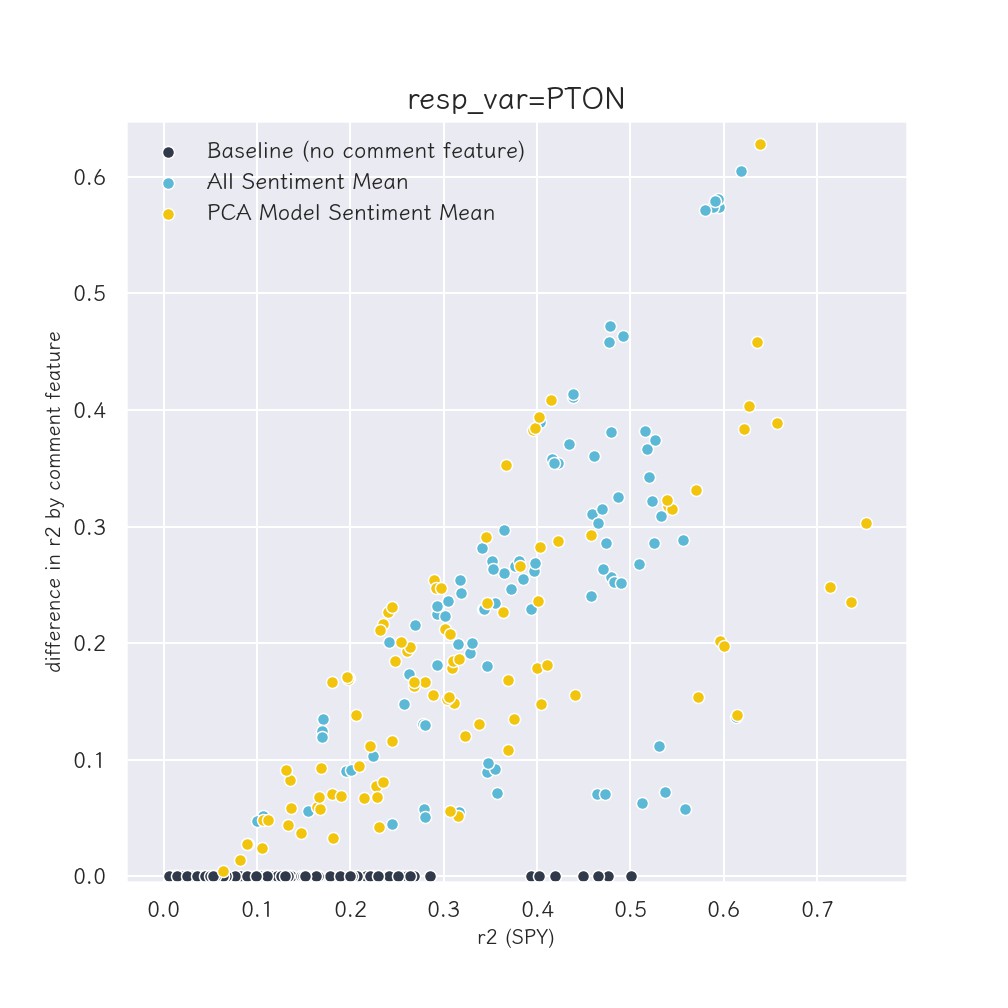 resp_var=PTON
Baseline (no comment feature)
All Sentiment Mean
PCA Model Sentiment Mean
difference in r2 by comment feature
0.6
0.5
0.4
0.3
0.2
0.1
0.0
0.0 0.1 0.2 0.3 0.4 0.5 0.6 0.7
r2 (SPY)